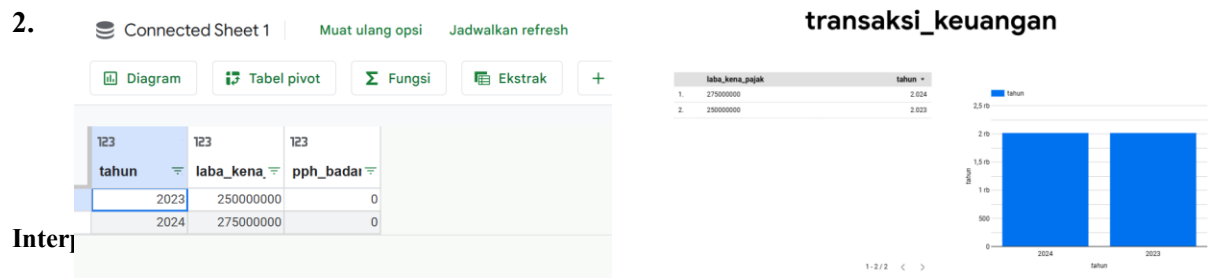 2.
Connected Sheet 1 Muat ulang opsi Jadwalkan refresh
Diagram Tabel pivot Σ Fungsi Ekstrak +
123 123 123
tahun laba_kena_ pph_badar
2023 250000000 0
2024 275000000 0
transaksi_keuangan
laba_kena_pajak tahun
1. 275000000 2.024
2. 250000000 2.023
1 - 2 / 2 < >
tahun
2,5 rb
2 rb
1,5 rb
1 rb
500
0
tahun
2024 2023
tahun